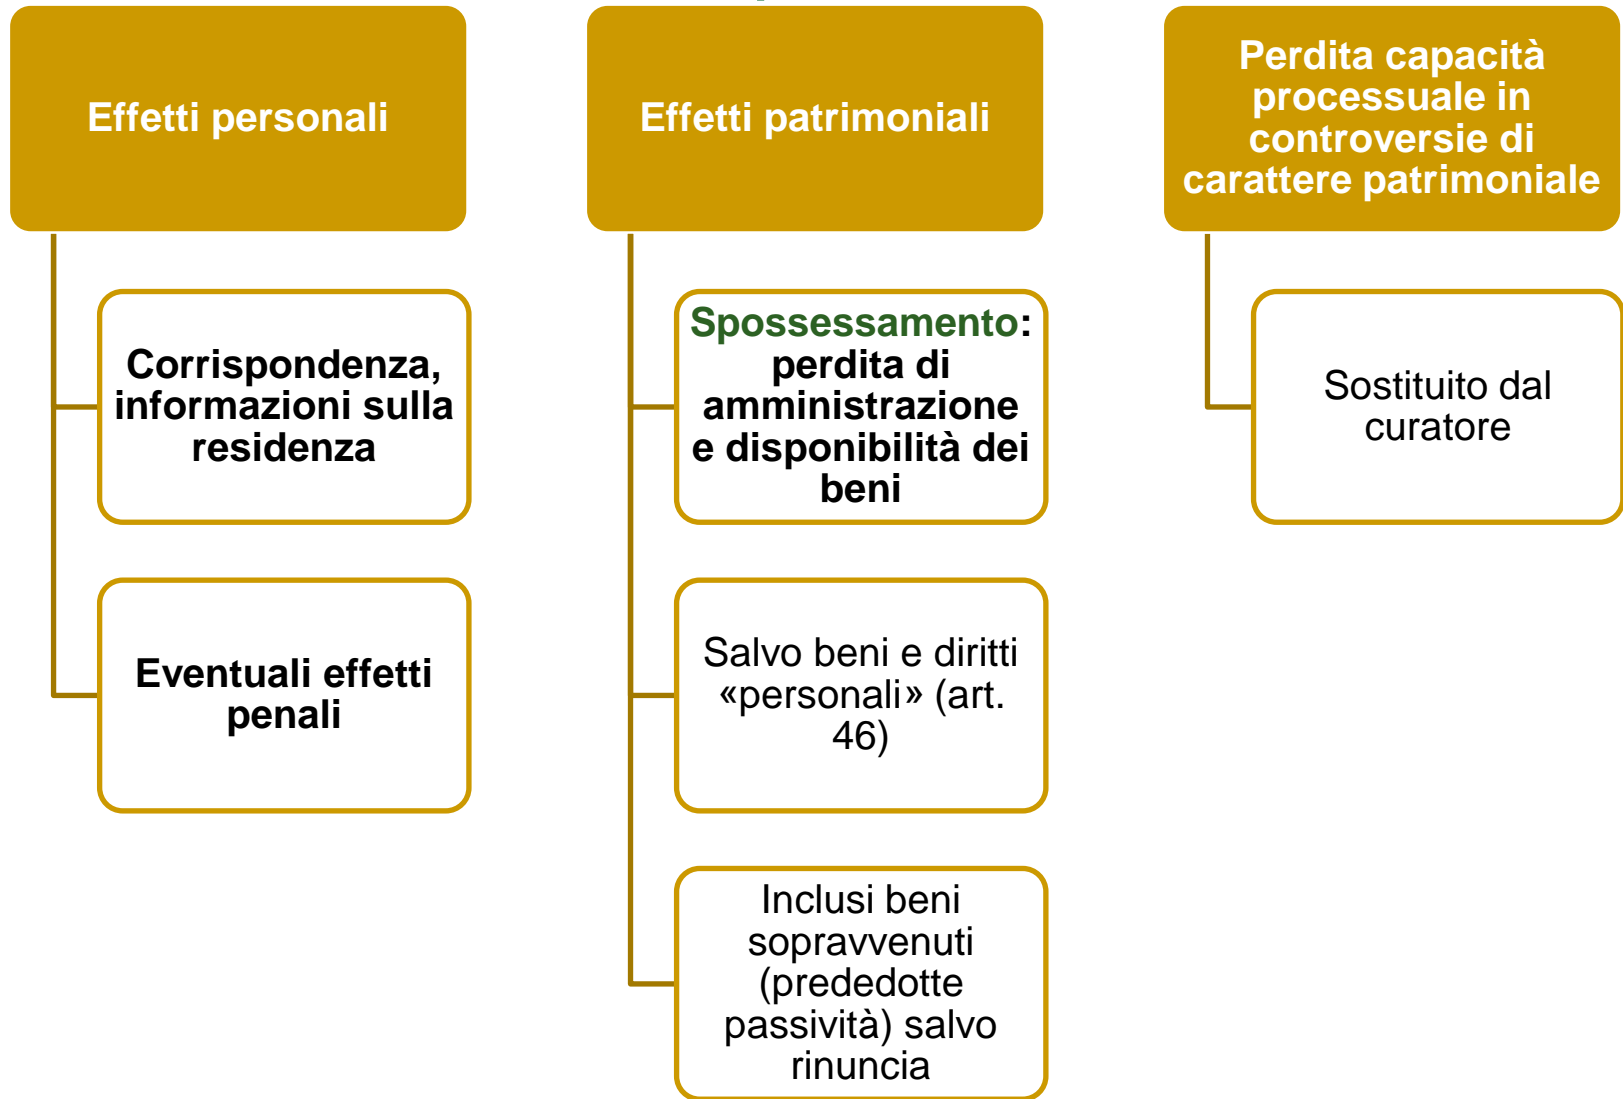 Effetti personali
Corrispondenza,
informazioni sulla
residenza
Eventuali effetti
penali
Effetti patrimoniali
Spossessamento:
perdita di
amministrazione
e disponibilità dei
beni
Salvo beni e diritti
«personali» (art.
46)
Inclusi beni
sopravvenuti
(prededotte
passività) salvo
rinuncia
Perdita capacità
processuale in
controversie di
carattere patrimoniale
Sostituito dal
curatore